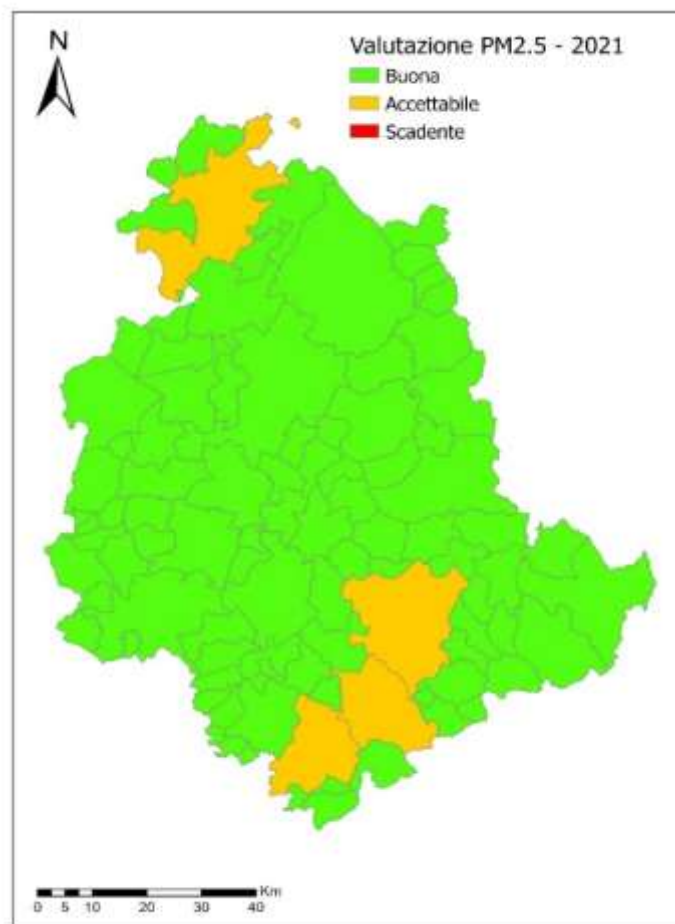 N
Valutazione PM2.5 - 2021
Buona
Accettabile
Scadente
Km
0 5 10 20 30 40